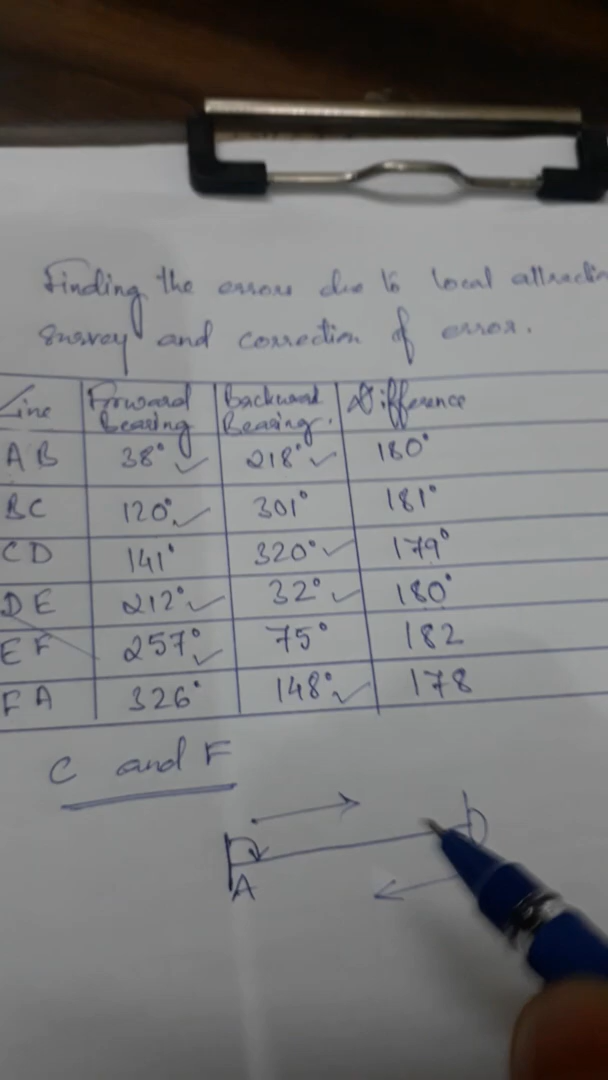 Finding the errors due to local attraction
Survey and correction of error.
Line Forward Bearing Backward Bearing. Difference
AB 38° ✓ 218° ✓ 180°
BC 120° ✓ 301° 181°
CD 141° 320° ✓ 179°
DE 212° ✓ 32° ✓ 180°
EF 257° ✓ 75° 182
FA 326° 148° ✓ 178
C and F
A